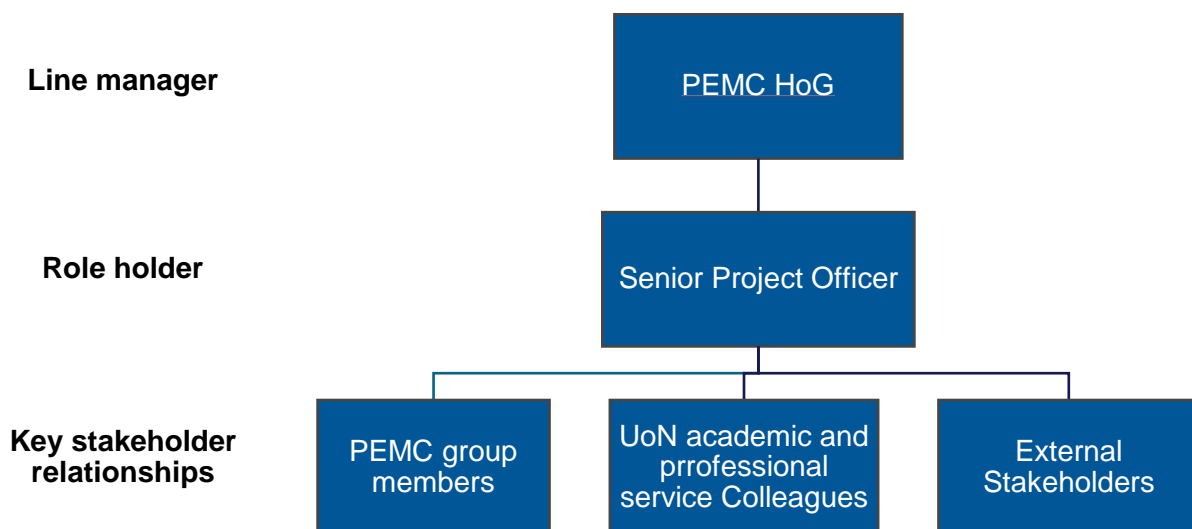 Line manager
PEMC HoG
Role holder
Senior Project Officer
Key stakeholder
relationships
PEMC group
members
UoN academic and
prrofessional
service Colleagues
External
Stakeholders